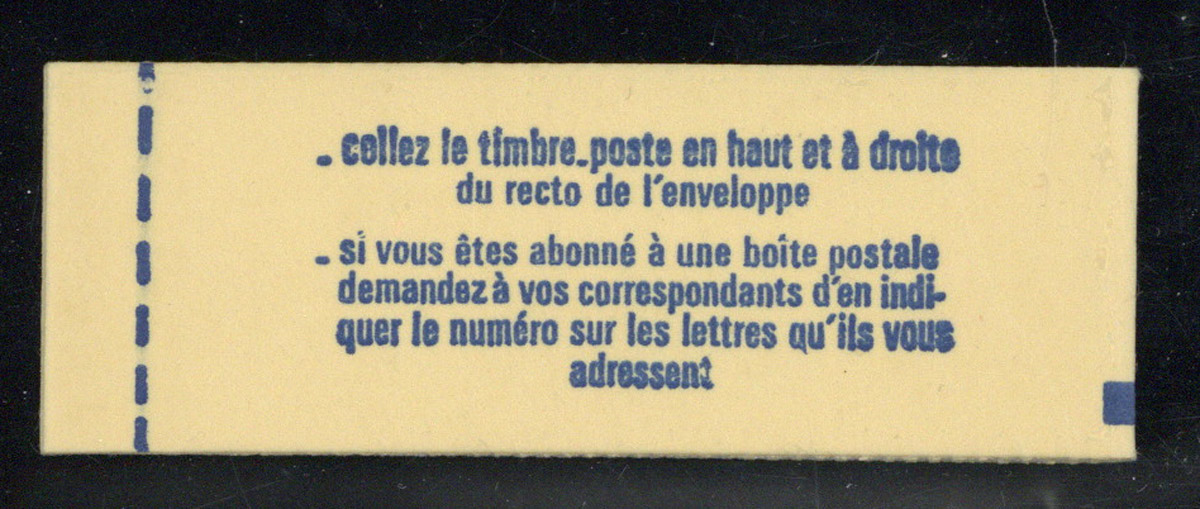 - collez le timbre-poste en haut et à droite
du recto de l'enveloppe
- si vous êtes abonné à une boîte postale
demandez à vos correspondants d'en indi-
quer le numéro sur les lettres qu'ils vous
adressent